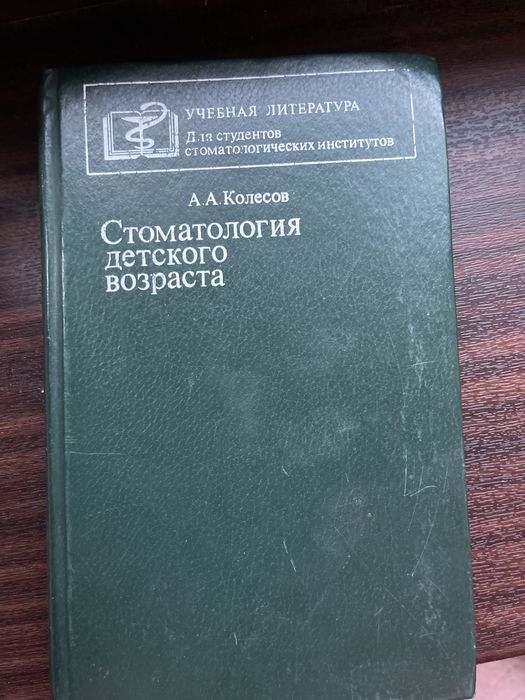 УЧЕБНАЯ ЛИТЕРАТУРА
Для студентов
стоматологических институтов
А.А.Колесов
Стоматология
детского
возраста